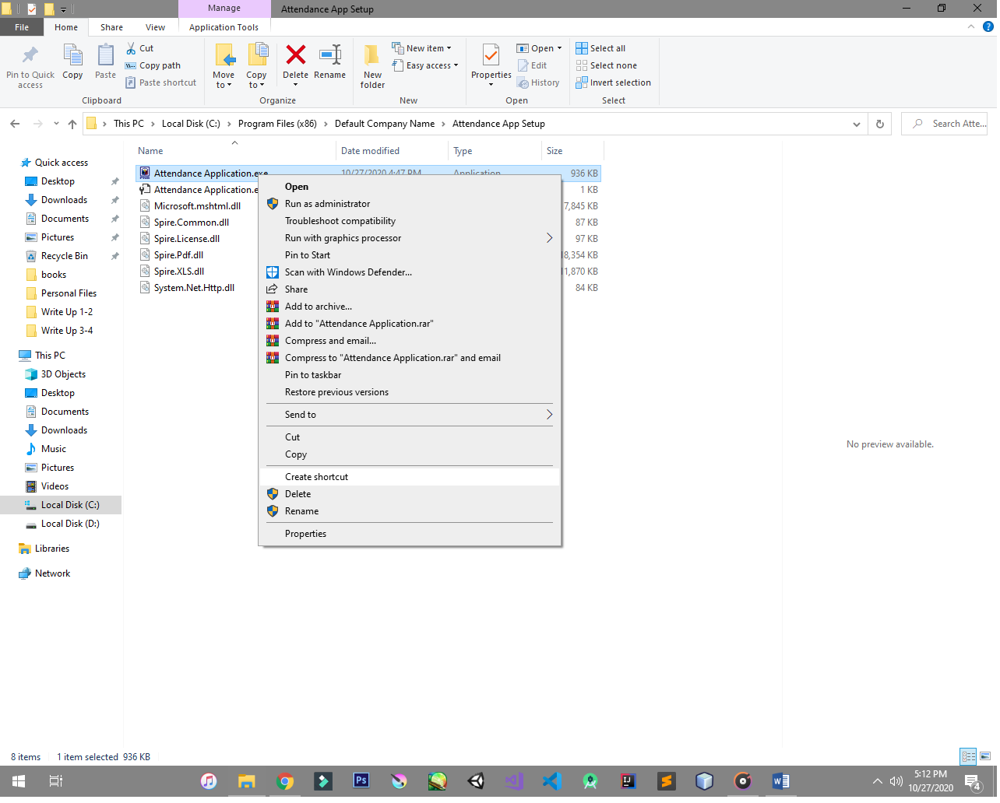 Manage
Attendance App Setup
File
Home
Share
View
Application Tools
Pin to Quick access
Copy
Paste
Cut
Copy path
Paste shortcut
Clipboard
Move to
Copy to
Delete
Rename
Organize
New folder
New item
Easy access
New
Properties
Open
Edit
History
Open
Select all
Select none
Invert selection
Select
This PC > Local Disk (C:) > Program Files (x86) > Default Company Name > Attendance App Setup
Search Atte...
Name
Date modified
Type
Size
Quick access
Desktop
Downloads
Documents
Pictures
Recycle Bin
books
Personal Files
Write Up 1-2
Write Up 3-4
This PC
3D Objects
Desktop
Documents
Downloads
Music
Pictures
Videos
Local Disk (C:)
Local Disk (D:)
Libraries
Network
Attendance Application.exe 10/27/2020 4:47 PM Application 936 KB
Attendance Application.e 1 KB
Microsoft.mshtml.dll 7,845 KB
Spire.Common.dll 87 KB
Spire.License.dll 97 KB
Spire.Pdf.dll 8,354 KB
Spire.XLS.dll 1,870 KB
System.Net.Http.dll 84 KB
Open
Run as administrator
Troubleshoot compatibility
Run with graphics processor
Pin to Start
Scan with Windows Defender...
Share
Add to archive...
Add to "Attendance Application.rar"
Compress and email...
Compress to "Attendance Application.rar" and email
Pin to taskbar
Restore previous versions
Send to
Cut
Copy
Create shortcut
Delete
Rename
Properties
No preview available.
8 items
1 item selected 936 KB
5:12 PM
10/27/2020
4